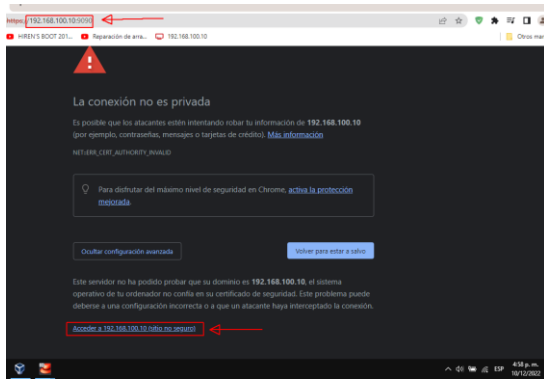 https://192.168.100.10:9090
HIREN'S BOOT 201... Reparación de arra... 192.168.100.10 Otros mar
La conexión no es privada
Es posible que los atacantes estén intentando robar tu información de 192.168.100.10
(por ejemplo, contraseñas, mensajes o tarjetas de crédito). Más información
NET::ERR_CERT_AUTHORITY_INVALID
Para disfrutar del máximo nivel de seguridad en Chrome, activa la protección
mejorada.
Ocultar configuración avanzada Volver para estar a salvo
Este servidor no ha podido probar que su dominio es 192.168.100.10, el sistema
operativo de tu ordenador no confía en su certificado de seguridad. Este problema puede
deberse a una configuración incorrecta o a que un atacante haya interceptado la conexión.
Acceder a 192.168.100.10 (sitio no seguro)
4:58 p. m.
ESP
10/12/2022